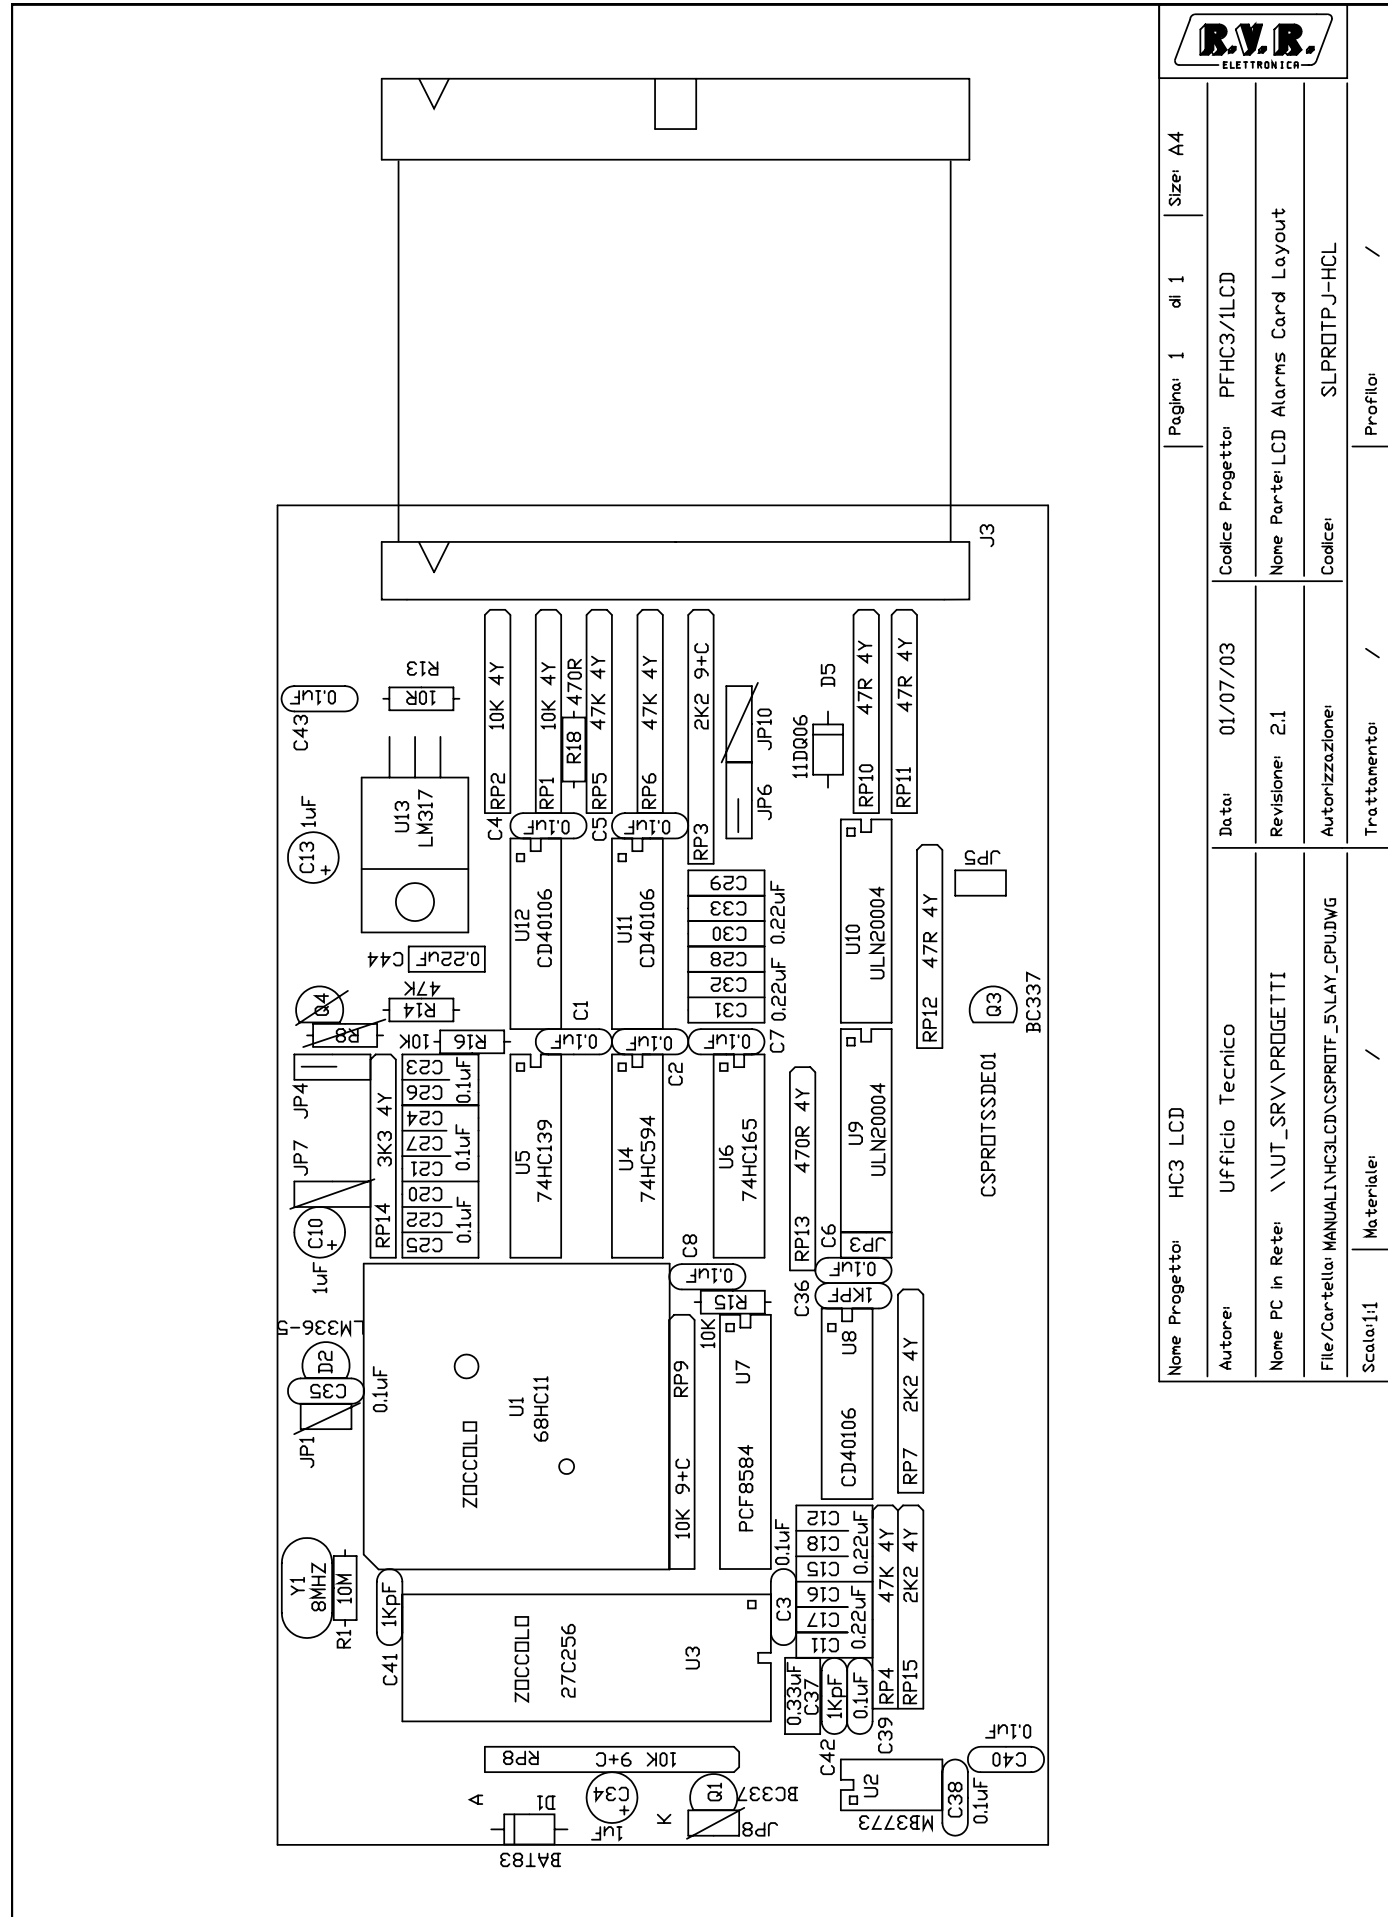 R.V.R.
ELETTRONICA
Nome Progetto: HC3 LCD
Pagina: 1 di 1
Size: A4
Autore: Ufficio Tecnico
Data: 01/07/03
Codice Progetto: PFHC3/1LCD
Nome PC in Rete: \\UT_SRV\PROGETTI
Revisione: 2.1
Nome Parte: LCD Alarms Card Layout
File/Cartella: MANUALI\HC3LCD\CSPROTF_5\LAY_CPU.DWG
Autorizzazione:
Codice: SLPROTPJ-HCL
Scala:1:1
Materiale: /
Trattamento: /
Profilo: /
J3
C43
0.1uF
R13
10R
C13 +
1uF
U13
LM317
RP2 10K 4Y
RP1 10K 4Y
R18
470R
RP5 47K 4Y
RP6 47K 4Y
RP3 2K2 9+C
JP10
JP6
D5
11DQ06
RP10 47R 4Y
RP11 47R 4Y
C4
0.1uF
C5
0.1uF
U12
CD40106
U11
CD40106
C29
C33
C30
C28
C32
C31
0.22uF
0.22uF
U10
ULN20004
RP12 47R 4Y
JP5
Q3
BC337
C44
0.22uF
Q4
R8
R14
47K
R16
10K
C1
0.1uF
C2
0.1uF
C7
0.1uF
JP4
JP7
C10 +
1uF
RP14 3K3 4Y
C23
C26
C24
C27
C21
C20
C22
C25
0.1uF
0.1uF
0.1uF
U5
74HC139
U4
74HC594
U6
74HC165
RP13 470R 4Y
U9
ULN20004
JP3
CSPROTSSDE01
C8
0.1uF
C6
0.1uF
C36
1KPF
R15
10K
LM336-5
D2
C35
0.1uF
JP1
ZOCCOLO
U1
68HC11
RP9
10K 9+C
U7
PCF8584
U8
CD40106
RP7 2K2 4Y
Y1
8MHZ
R1
10M
C41
1KpF
ZOCCOLO
27C256
U3
C3
0.1uF
C12
C18
C15
C16
C17
C11
0.22uF
0.22uF
RP4 47K 4Y
RP15 2K2 4Y
0.33uF
C37
1KpF
C42
0.1uF
C39
RP8 10K 9+C
A
D1
BAT83
C34 +
1uF
K
Q1
BC337
JP8
U2
MB3773
C38
0.1uF
C40
0.1uF